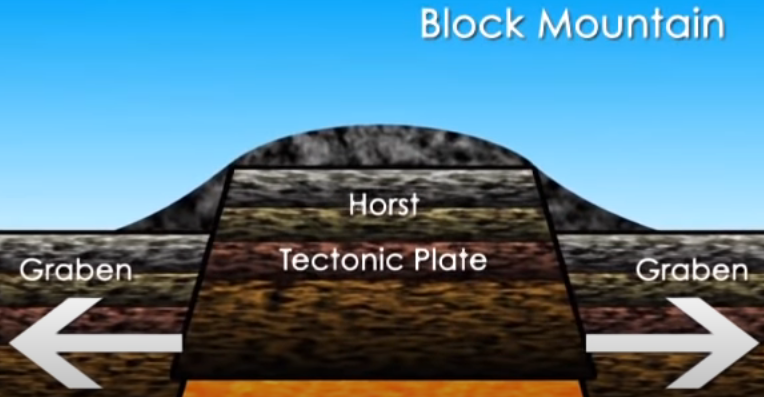 Block Mountain
Horst
Tectonic Plate
Graben
Graben